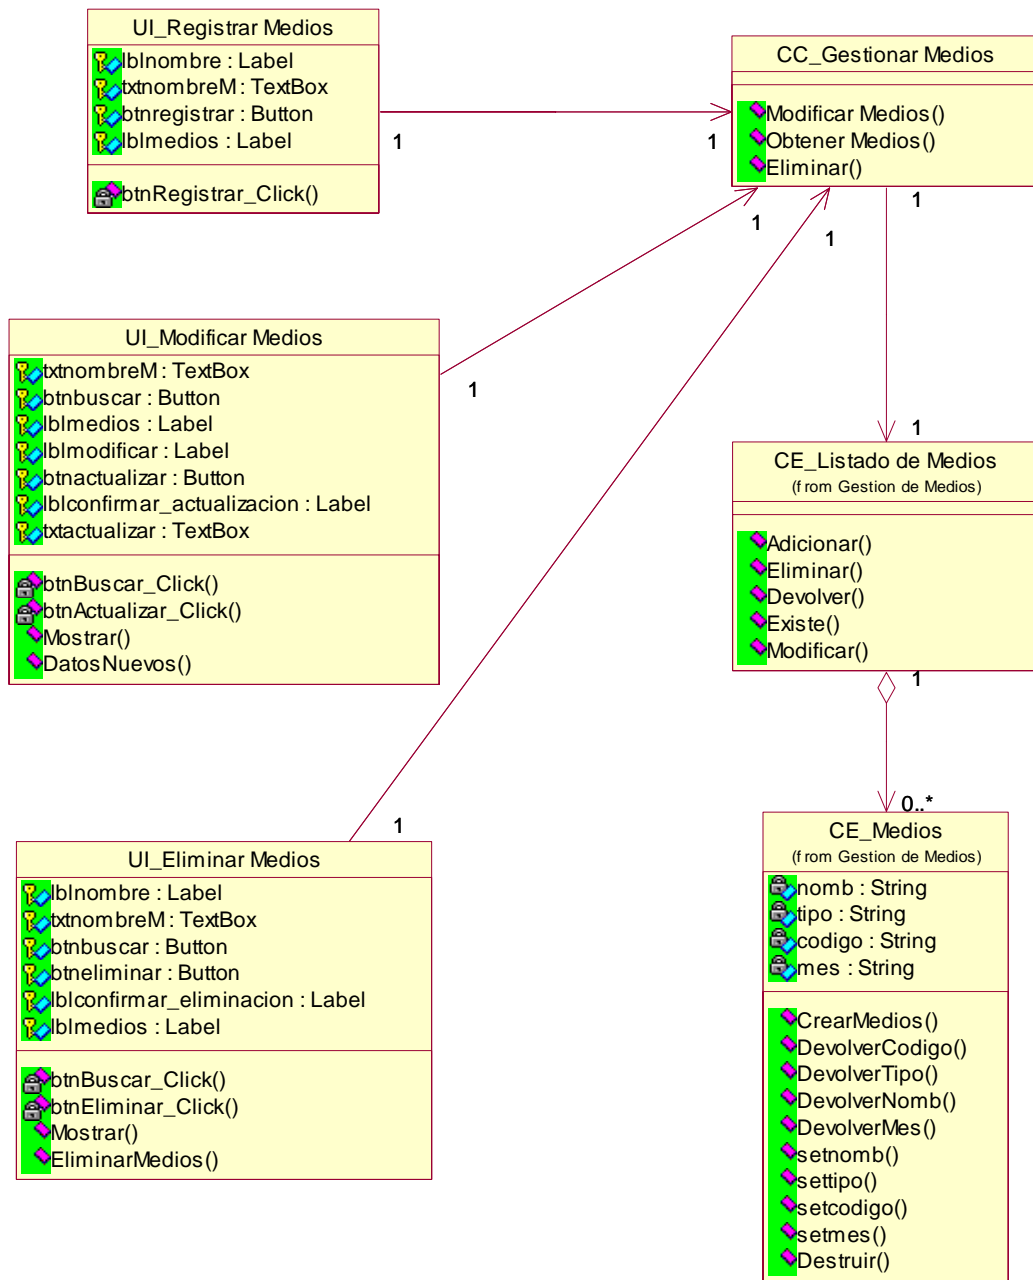 UI_Registrar Medios
lblnombre : Label
txtnombreM : TextBox
btnregistrar : Button
lblmedios : Label
btnRegistrar_Click()
1
1
CC_Gestionar Medios
Modificar Medios()
Obtener Medios()
Eliminar()
1
1
1
UI_Modificar Medios
txtnombreM : TextBox
btnbuscar : Button
lblmedios : Label
lblmodificar : Label
btnactualizar : Button
lblconfirmar_actualizacion : Label
txtactualizar : TextBox
btnBuscar_Click()
btnActualizar_Click()
Mostrar()
DatosNuevos()
1
1
CE_Listado de Medios
(from Gestion de Medios)
Adicionar()
Eliminar()
Devolver()
Existe()
Modificar()
1
0..*
1
UI_Eliminar Medios
lblnombre : Label
txtnombreM : TextBox
btnbuscar : Button
btneliminar : Button
lblconfirmar_eliminacion : Label
lblmedios : Label
btnBuscar_Click()
btnEliminar_Click()
Mostrar()
EliminarMedios()
CE_Medios
(from Gestion de Medios)
nomb : String
tipo : String
codigo : String
mes : String
CrearMedios()
DevolverCodigo()
DevolverTipo()
DevolverNomb()
DevolverMes()
setnomb()
settipo()
setcodigo()
setmes()
Destruir()